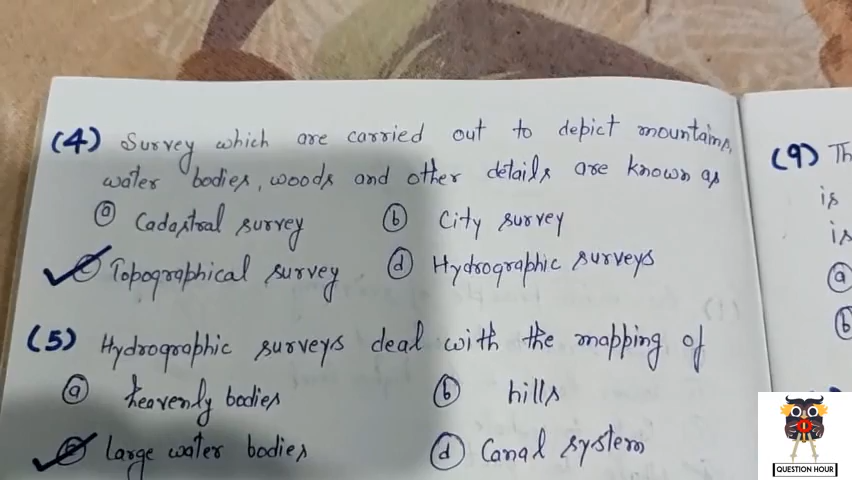 (4) Survey which are carried out to depict mountains,
water bodies, woods and other details are known as
(a) Cadastral survey (b) City survey
(c) Topographical survey (d) Hydrographic surveys
(5) Hydrographic surveys deal with the mapping of
(a) heavenly bodies (b) hills
(c) large water bodies (d) Canal system
(9) Th
is
is
(a)
(b)
QUESTION HOUR